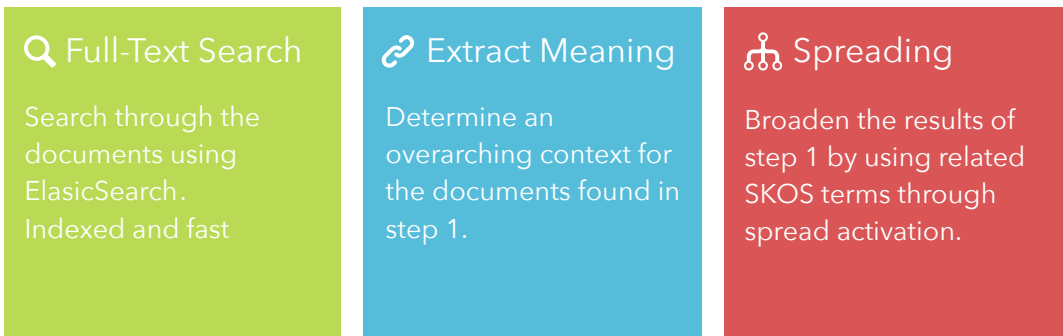 Full-Text Search
Search through the
documents using
ElasicSearch.
Indexed and fast
Extract Meaning
Determine an
overarching context for
the documents found in
step 1.
Spreading
Broaden the results of
step 1 by using related
SKOS terms through
spread activation.